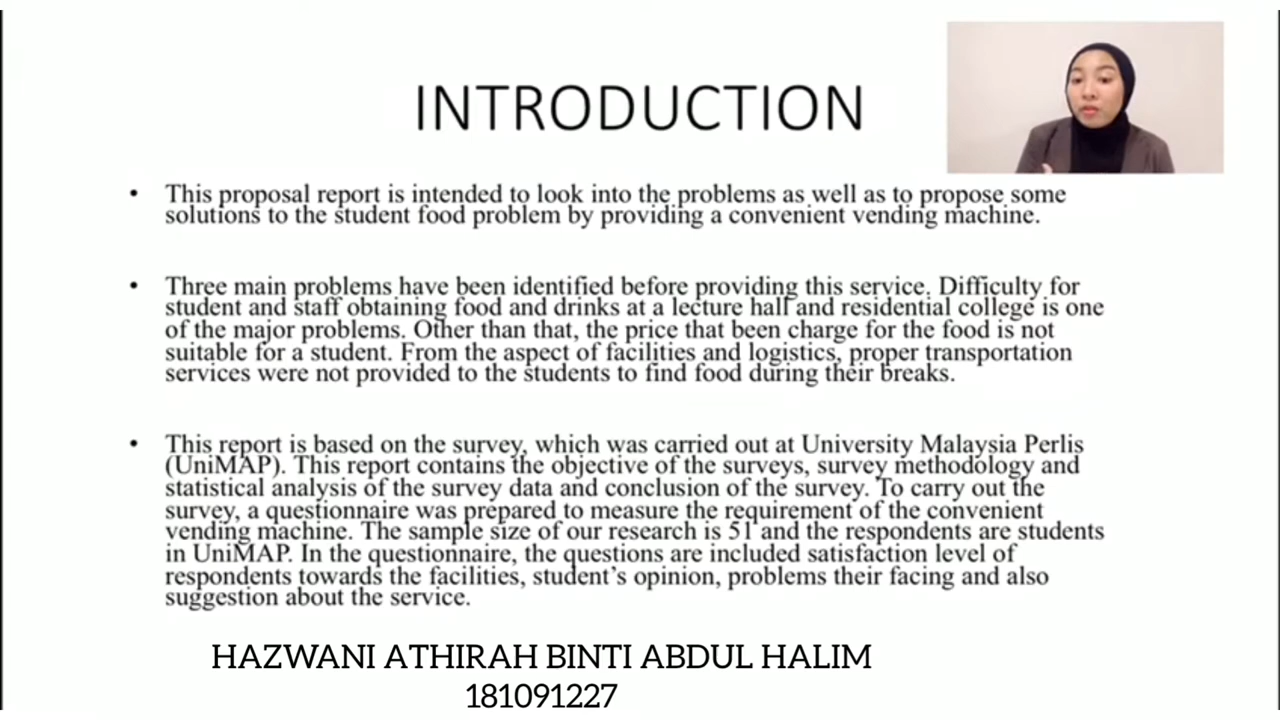 INTRODUCTION
• This proposal report is intended to look into the problems as well as to propose some
solutions to the student food problem by providing a convenient vending machine.
• Three main problems have been identified before providing this service. Difficulty for
student and staff obtaining food and drinks at a lecture hall and residential college is one
of the major problems. Other than that, the price that been charge for the food is not
suitable for a student. From the aspect of facilities and logistics, proper transportation
services were not provided to the students to find food during their breaks.
• This report is based on the survey, which was carried out at University Malaysia Perlis
(UniMAP). This report contains the objective of the surveys, survey methodology and
statistical analysis of the survey data and conclusion of the survey. To carry out the
survey, a questionnaire was prepared to measure the requirement of the convenient
vending machine. The sample size of our research is 51 and the respondents are students
in UniMAP. In the questionnaire, the questions are included satisfaction level of
respondents towards the facilities, student's opinion, problems their facing and also
suggestion about the service.
HAZWANI ATHIRAH BINTI ABDUL HALIM
181091227